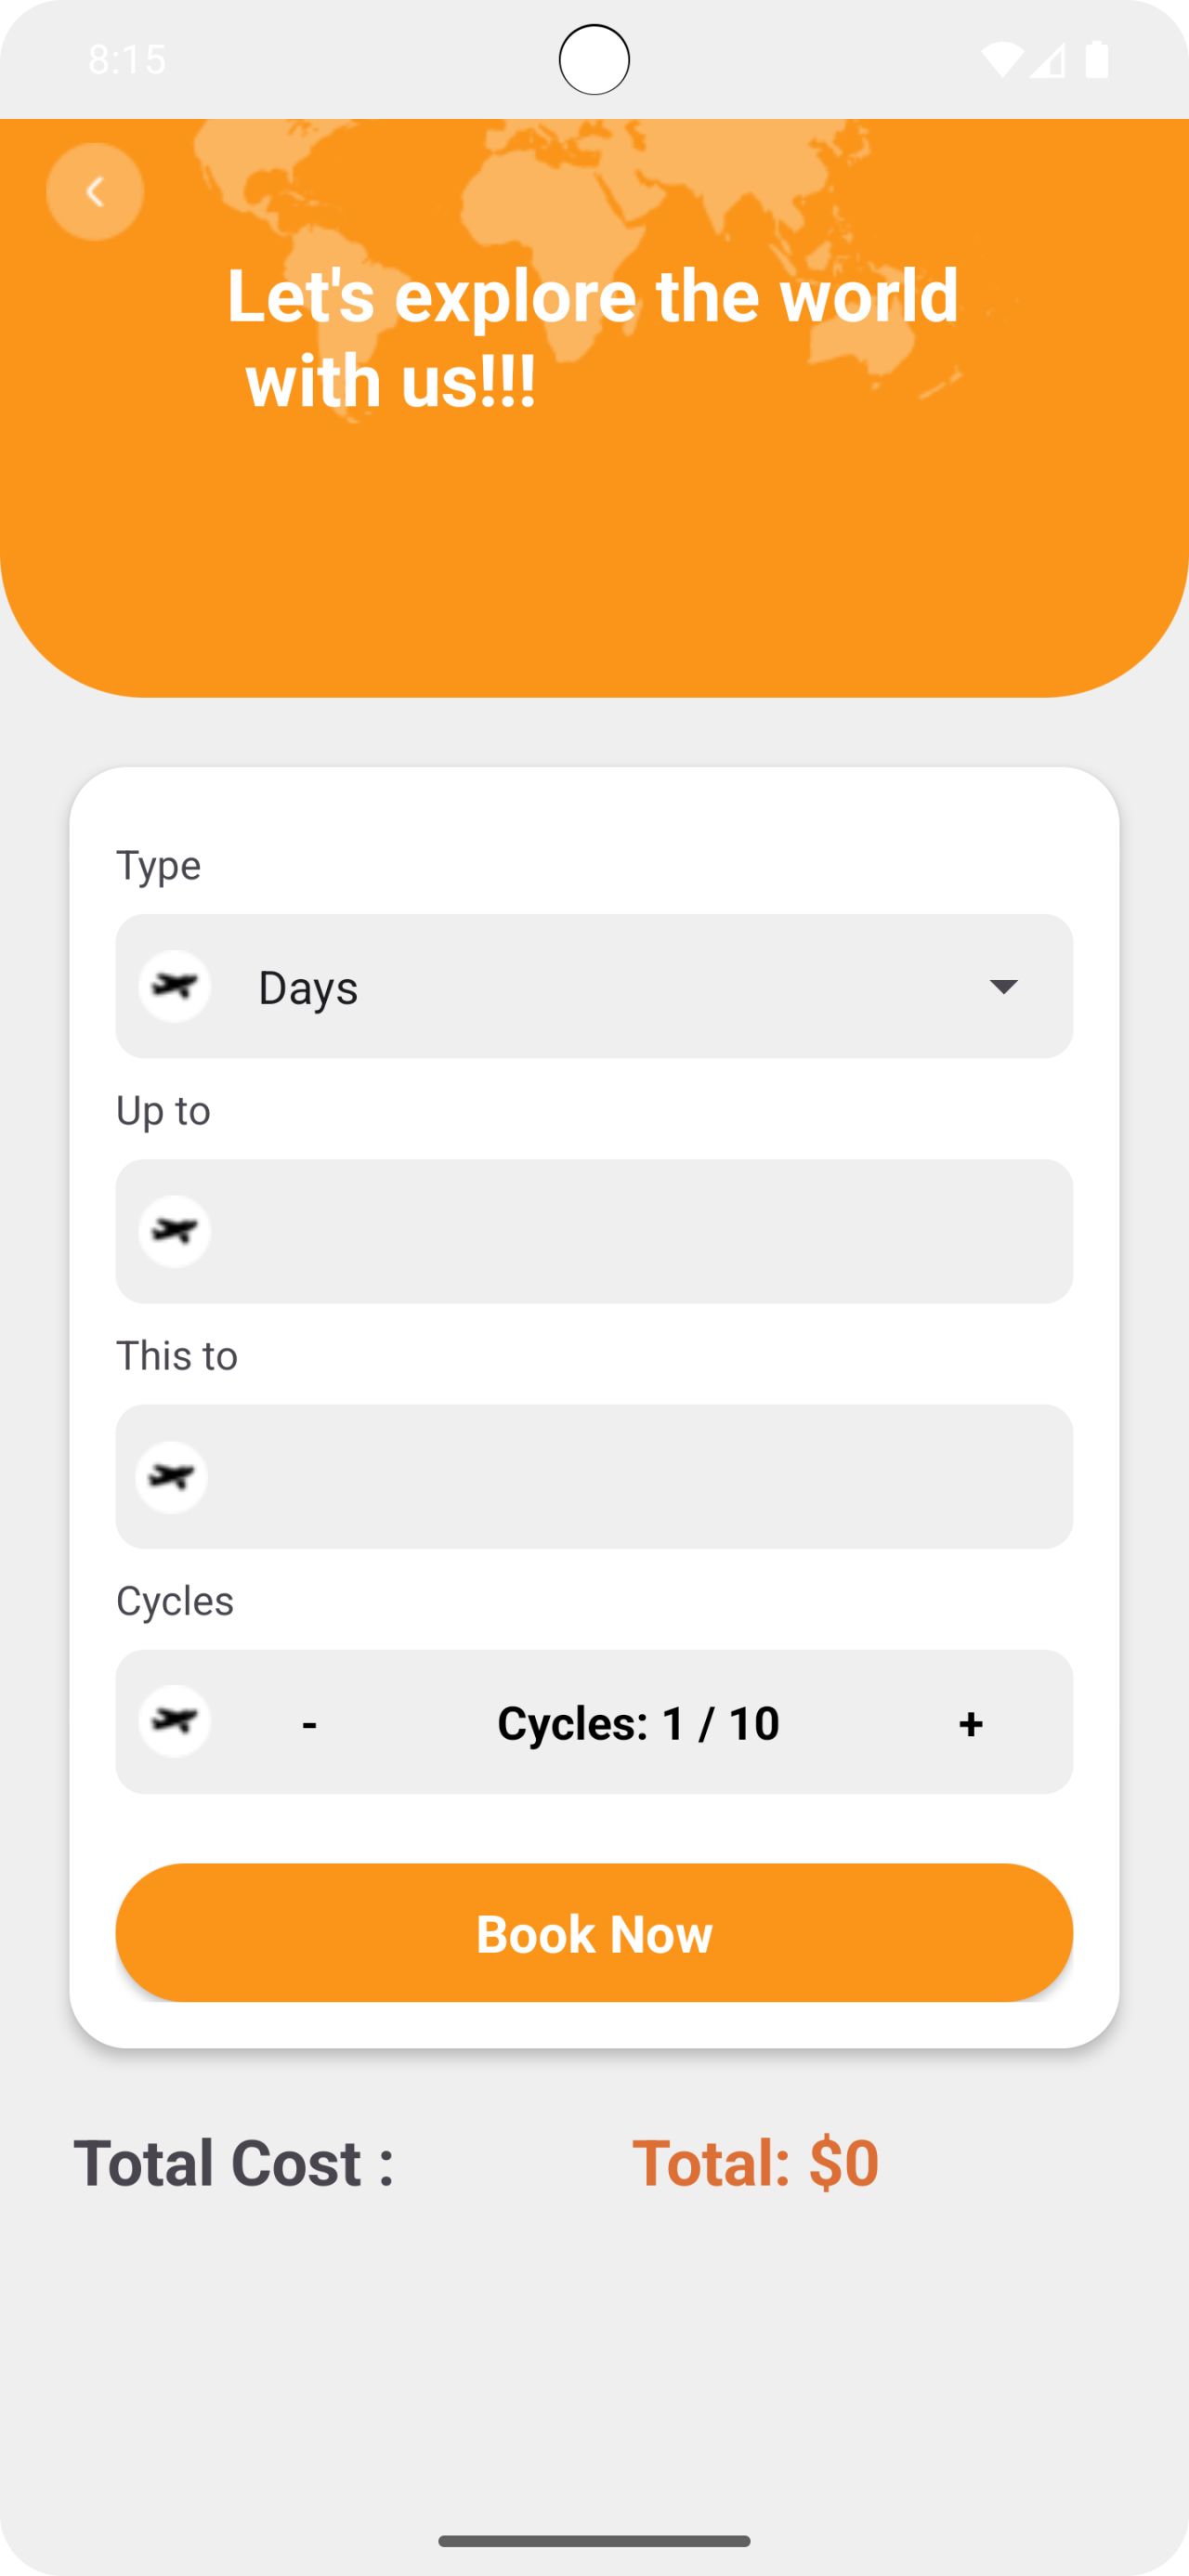 8:15
Let's explore the world
with us!!!
Type
Days
Up to
This to
Cycles
- Cycles: 1 / 10 +
Book Now
Total Cost : Total: $0